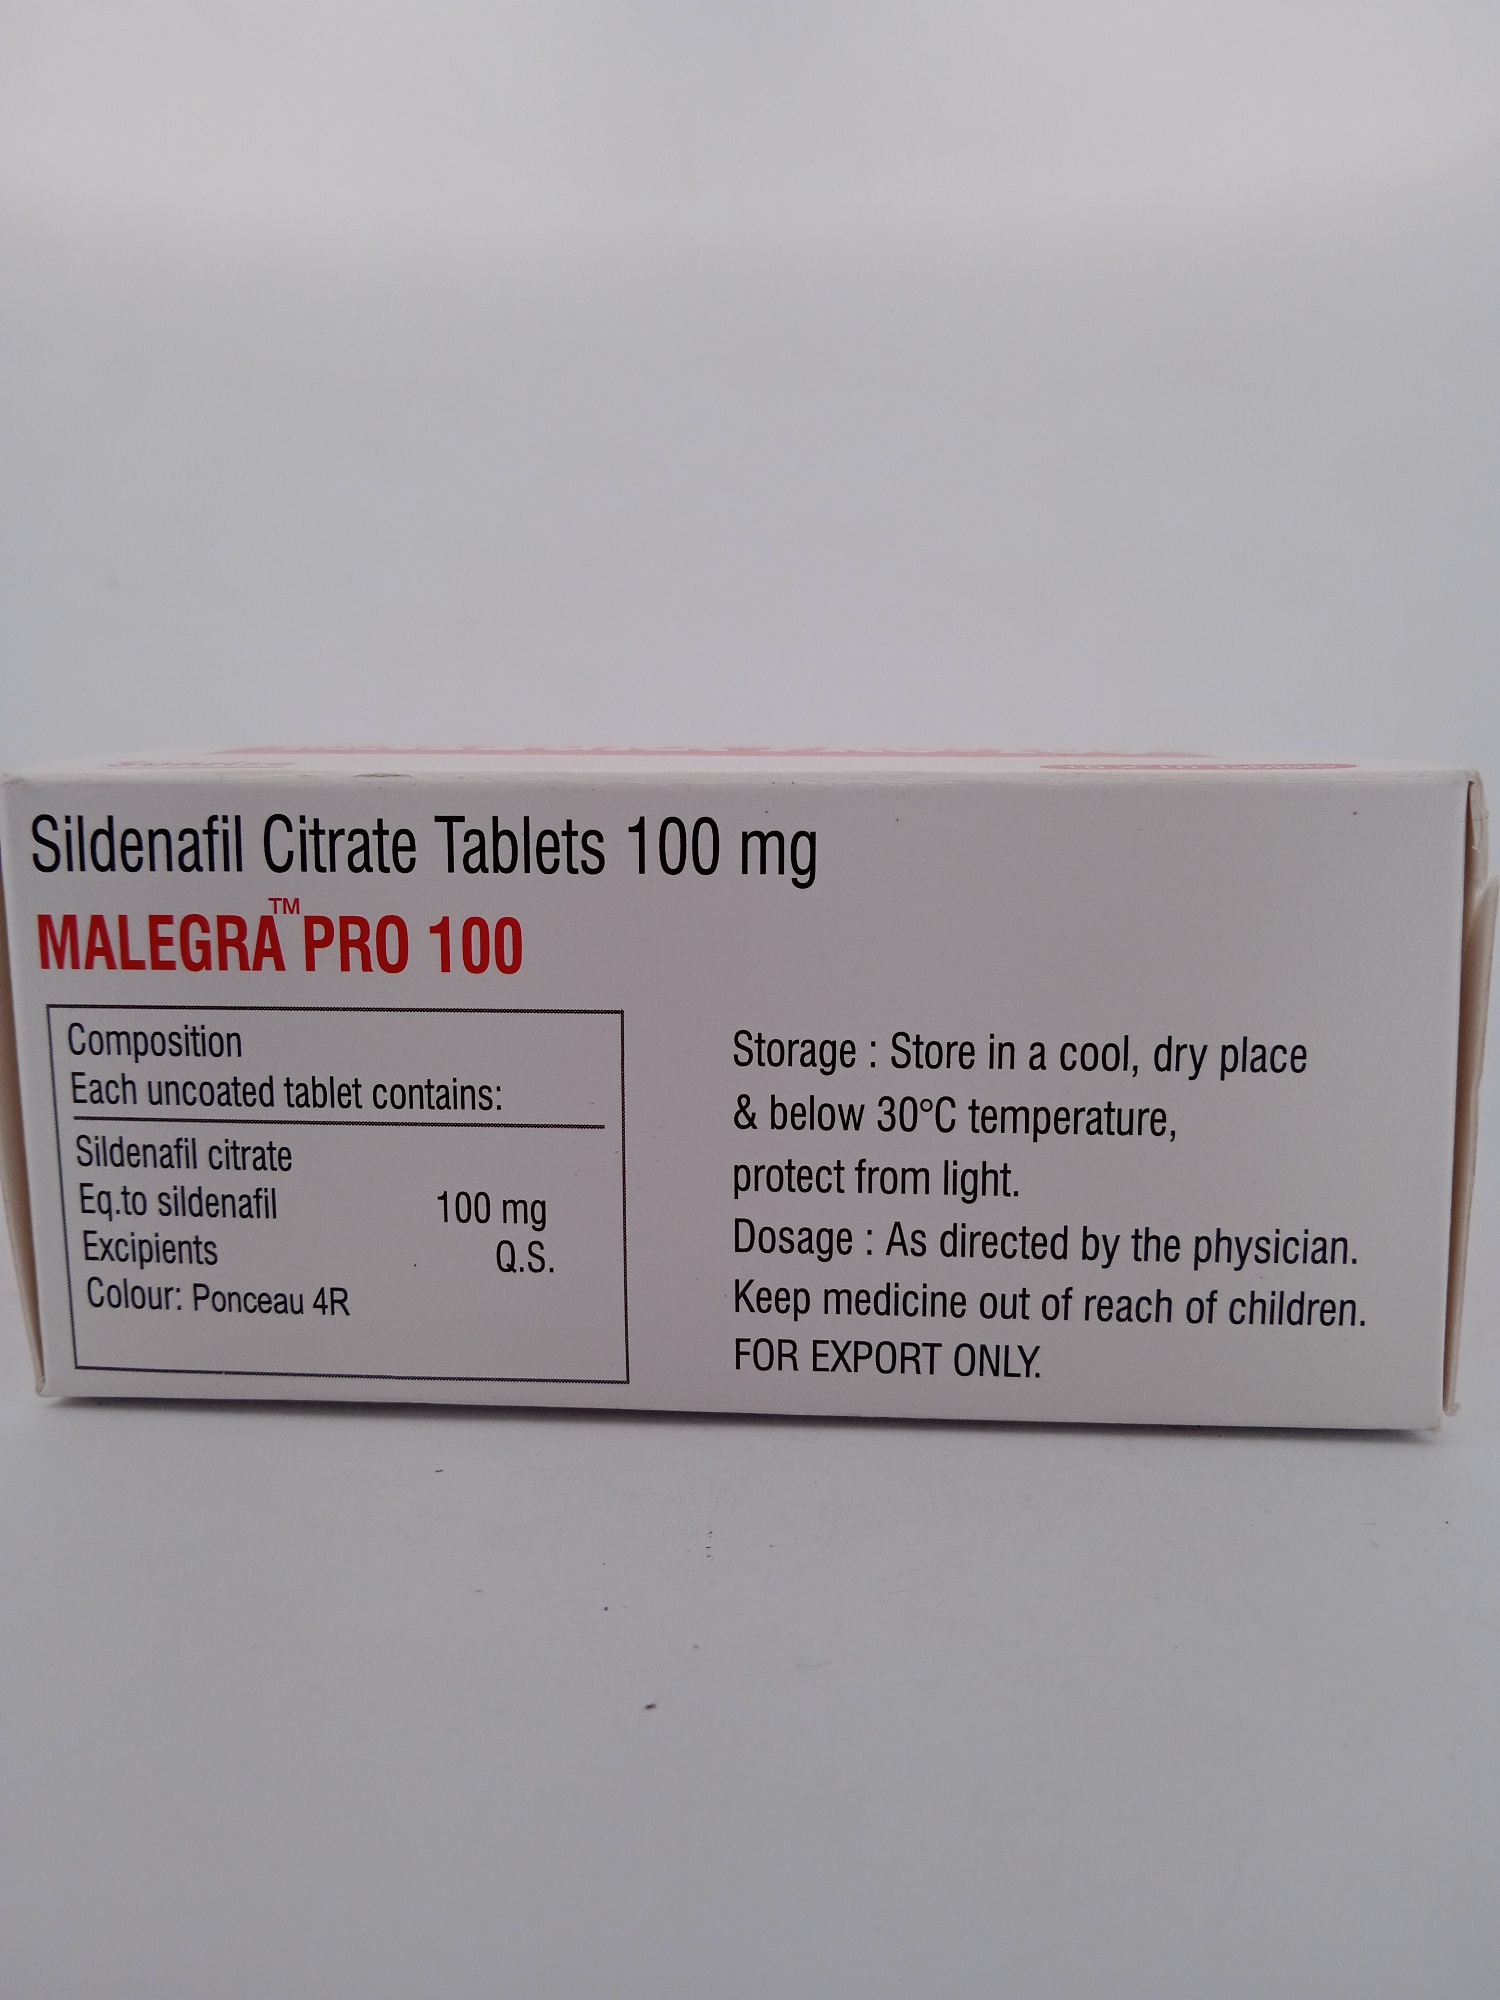 Sildenafil Citrate Tablets 100 mg
MALEGRA™ PRO 100
Composition
Each uncoated tablet contains:
Sildenafil citrate
Eq.to sildenafil 100 mg
Excipients Q.S.
Colour: Ponceau 4R
Storage : Store in a cool, dry place
& below 30°C temperature,
protect from light.
Dosage : As directed by the physician.
Keep medicine out of reach of children.
FOR EXPORT ONLY.